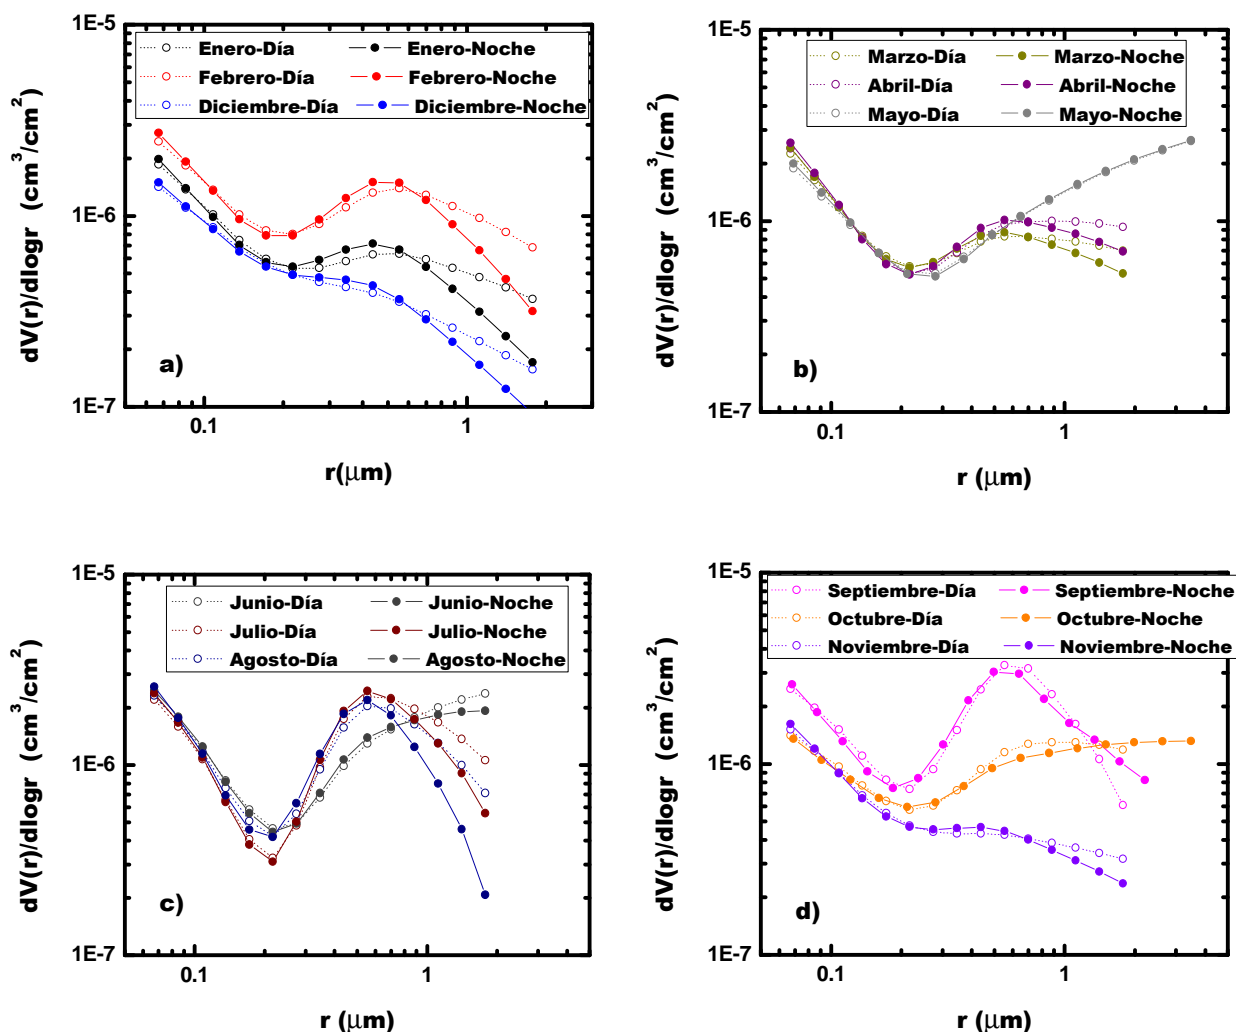 1E-5
1E-6
1E-7
dV(r)/dlogr (cm³/cm²)
Enero-Día Enero-Noche
Febrero-Día Febrero-Noche
Diciembre-Día Diciembre-Noche
a)
0.1 1
r(μm)
1E-5
1E-6
1E-7
dV(r)/dlogr (cm³/cm²)
Marzo-Día Marzo-Noche
Abril-Día Abril-Noche
Mayo-Día Mayo-Noche
b)
0.1 1
r (μm)
1E-5
1E-6
1E-7
dV(r)/dlogr (cm³/cm²)
Junio-Día Junio-Noche
Julio-Día Julio-Noche
Agosto-Día Agosto-Noche
c)
0.1 1
r (μm)
1E-5
1E-6
1E-7
dV(r)/dlogr (cm³/cm²)
Septiembre-Día Septiembre-Noche
Octubre-Día Octubre-Noche
Noviembre-Día Noviembre-Noche
d)
0.1 1
r (μm)